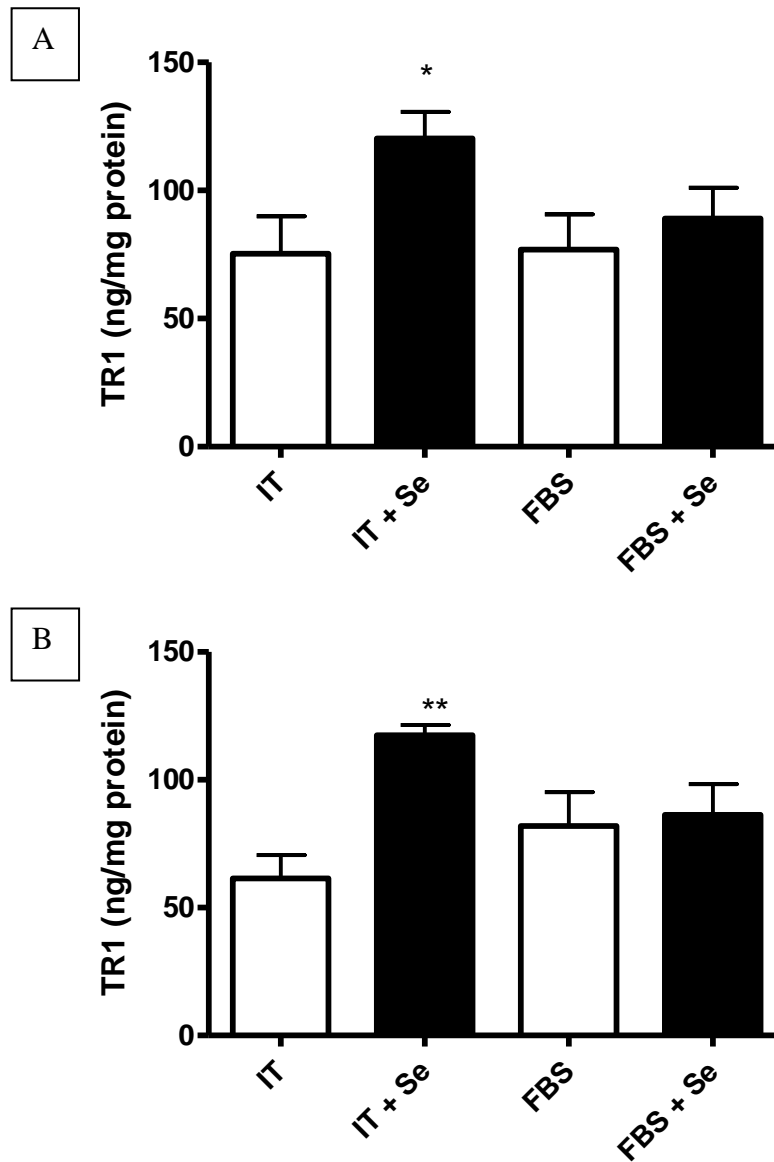 A
150
*
100
50
0
TR1 (ng/mg protein)
IT
IT + Se
FBS
FBS + Se
B
150
**
100
50
0
TR1 (ng/mg protein)
IT
IT + Se
FBS
FBS + Se